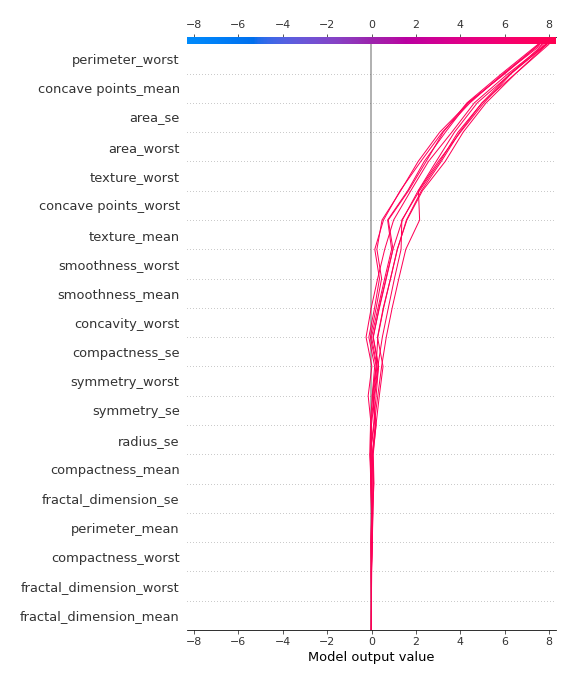 −8 −6 −4 −2 0 2 4 6 8
perimeter_worst
concave points_mean
area_se
area_worst
texture_worst
concave points_worst
texture_mean
smoothness_worst
smoothness_mean
concavity_worst
compactness_se
symmetry_worst
symmetry_se
radius_se
compactness_mean
fractal_dimension_se
perimeter_mean
compactness_worst
fractal_dimension_worst
fractal_dimension_mean
−8 −6 −4 −2 0 2 4 6 8
Model output value